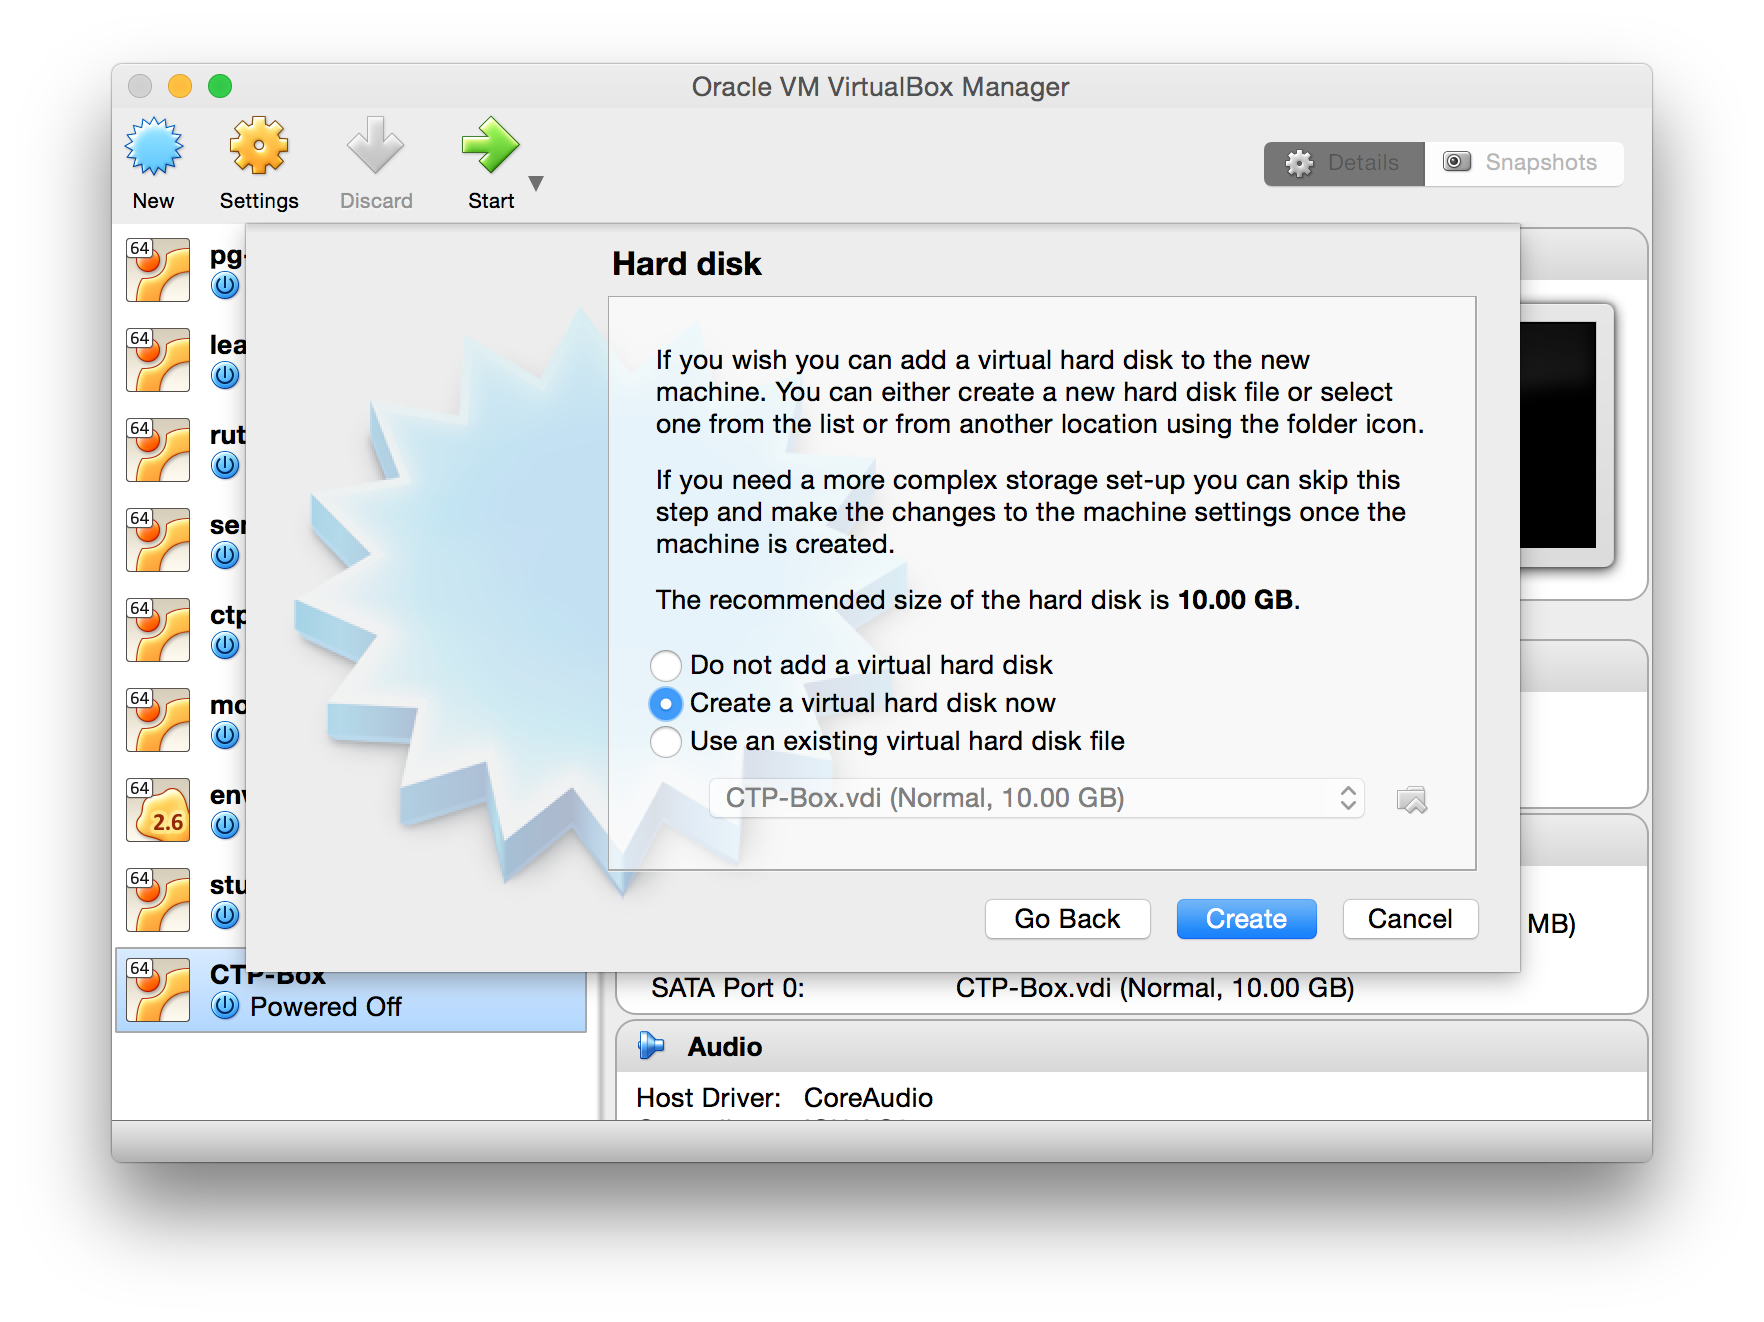 Oracle VM VirtualBox Manager
New
Settings
Discard
Start
Details
Snapshots
64
pg-
64
lea
64
rut
64
ser
64
ctp
64
mo
64
2.6
env
64
stu
64
CTP-Box
Powered Off
Hard disk
If you wish you can add a virtual hard disk to the new
machine. You can either create a new hard disk file or select
one from the list or from another location using the folder icon.
If you need a more complex storage set-up you can skip this
step and make the changes to the machine settings once the
machine is created.
The recommended size of the hard disk is 10.00 GB.
Do not add a virtual hard disk
Create a virtual hard disk now
Use an existing virtual hard disk file
CTP-Box.vdi (Normal, 10.00 GB)
Go Back
Create
Cancel
MB)
SATA Port 0: CTP-Box.vdi (Normal, 10.00 GB)
Audio
Host Driver: CoreAudio